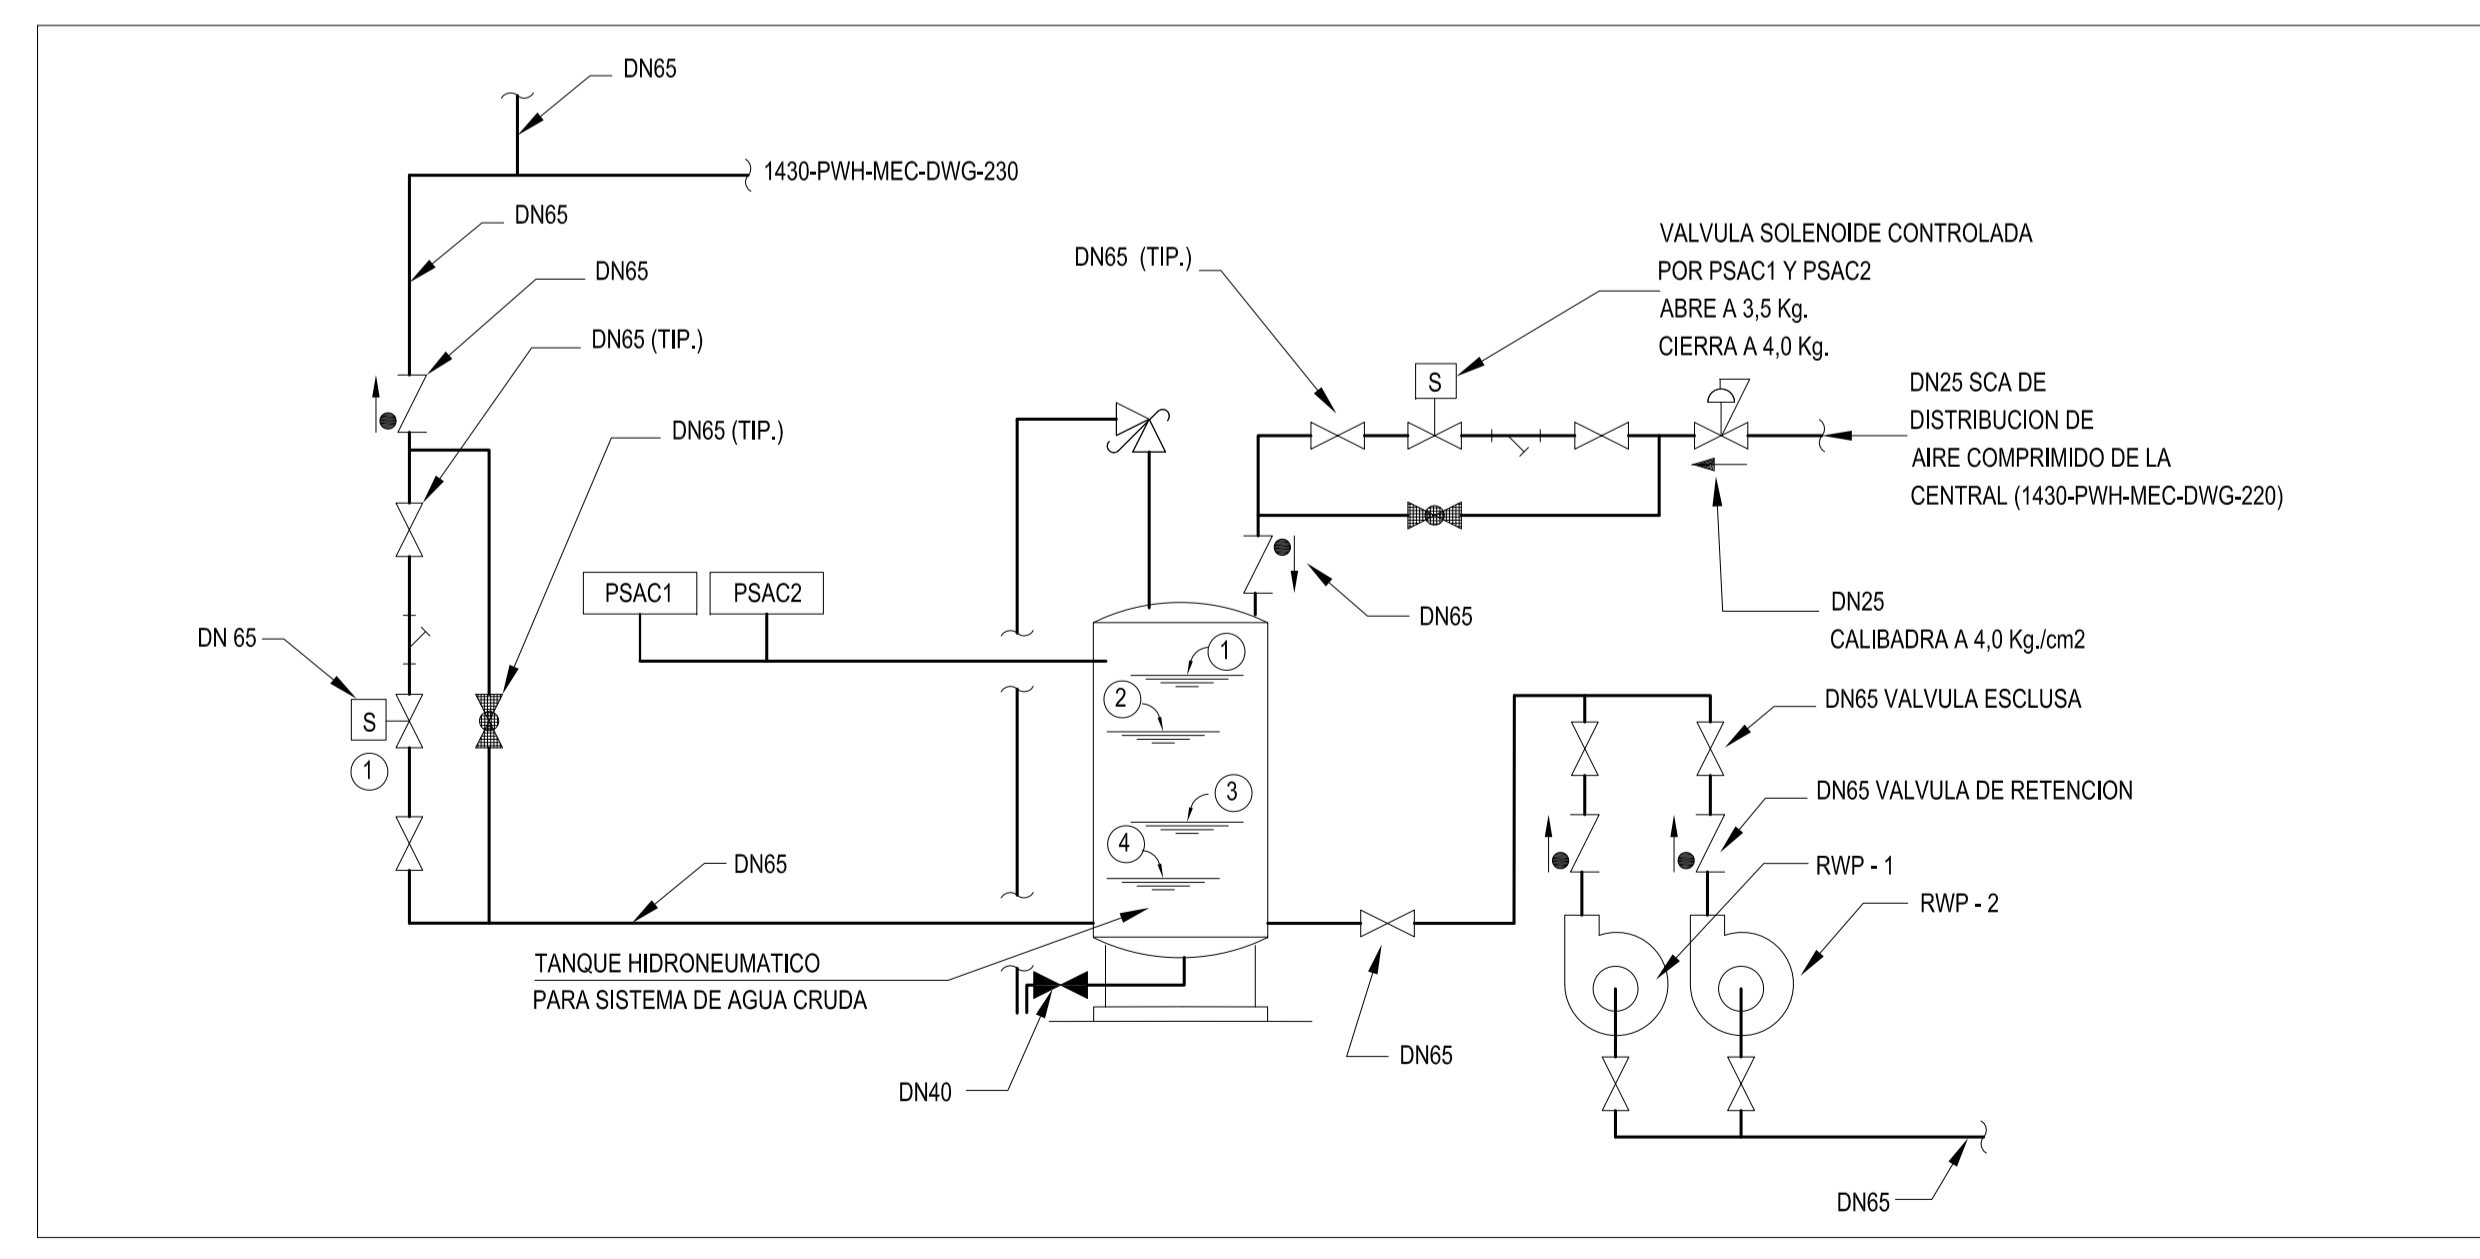 DN65
1430-PWH-MEC-DWG-230
DN65
DN65
DN65 (TIP.)
DN65 (TIP.)
DN65 (TIP.)
VALVULA SOLENOIDE CONTROLADA
POR PSAC1 Y PSAC2
ABRE A 3,5 Kg.
CIERRA A 4,0 Kg.
S
DN25 SCA DE
DISTRIBUCION DE
AIRE COMPRIMIDO DE LA
CENTRAL (1430-PWH-MEC-DWG-220)
PSAC1
PSAC2
DN65
DN25
CALIBADRA A 4,0 Kg./cm2
DN 65
S
1
1
2
3
4
DN65 VALVULA ESCLUSA
DN65 VALVULA DE RETENCION
RWP - 1
RWP - 2
DN65
TANQUE HIDRONEUMATICO
PARA SISTEMA DE AGUA CRUDA
DN40
DN65
DN65